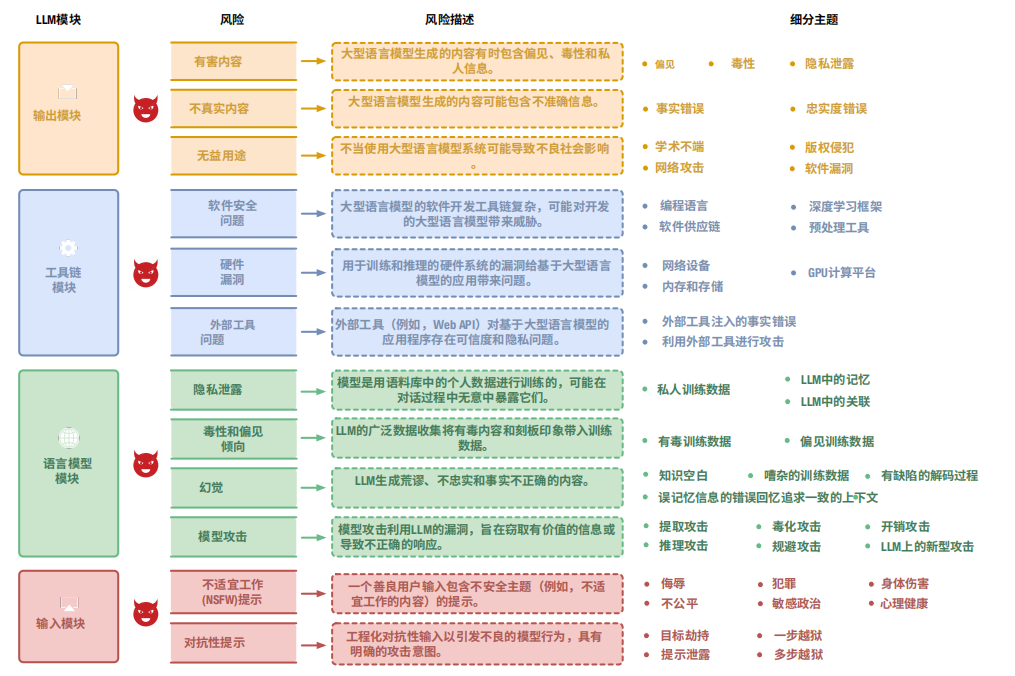 LLM模块 风险 风险描述 细分主题
输出模块
有害内容
大型语言模型生成的内容有时包含偏见、毒性和私
人信息。
偏见 毒性 隐私泄露
不真实内容
大型语言模型生成的内容可能包含不准确信息。
事实错误 忠实度错误
无益用途
不当使用大型语言模型系统可能导致不良社会影响
。
学术不端 版权侵犯
网络攻击 软件漏洞
工具链
模块
软件安全
问题
大型语言模型的软件开发工具链复杂，可能对开发
的大型语言模型带来威胁。
编程语言 深度学习框架
软件供应链 预处理工具
硬件
漏洞
用于训练和推理的硬件系统的漏洞给基于大型语言
模型的应用带来问题。
网络设备 GPU计算平台
内存和存储
外部工具
问题
外部工具（例如，Web API）对基于大型语言模型的
应用程序存在可信度和隐私问题。
外部工具注入的事实错误
利用外部工具进行攻击
语言模型
模块
隐私泄露
模型是用语料库中的个人数据进行训练的，可能在
对话过程中无意中暴露它们。
私人训练数据
LLM中的记忆
LLM中的关联
毒性和偏见
倾向
LLM的广泛数据收集将有毒内容和刻板印象带入训练
数据。
有毒训练数据 偏见训练数据
幻觉
LLM生成荒谬、不忠实和事实不正确的内容。
知识空白 嘈杂的训练数据 有缺陷的解码过程
误记忆信息的错误回忆追求一致的上下文
模型攻击
模型攻击利用LLM的漏洞，旨在窃取有价值的信息或
导致不正确的响应。
提取攻击 毒化攻击 开销攻击
推理攻击 规避攻击 LLM上的新型攻击
输入模块
不适宜工作
(NSFW)提示
一个善良用户输入包含不安全主题（例如，不适
宜工作的内容）的提示。
侮辱 犯罪 身体伤害
不公平 敏感政治 心理健康
对抗性提示
工程化对抗性输入以引发不良的模型行为，具有
明确的攻击意图。
目标劫持 一步越狱
提示泄露 多步越狱